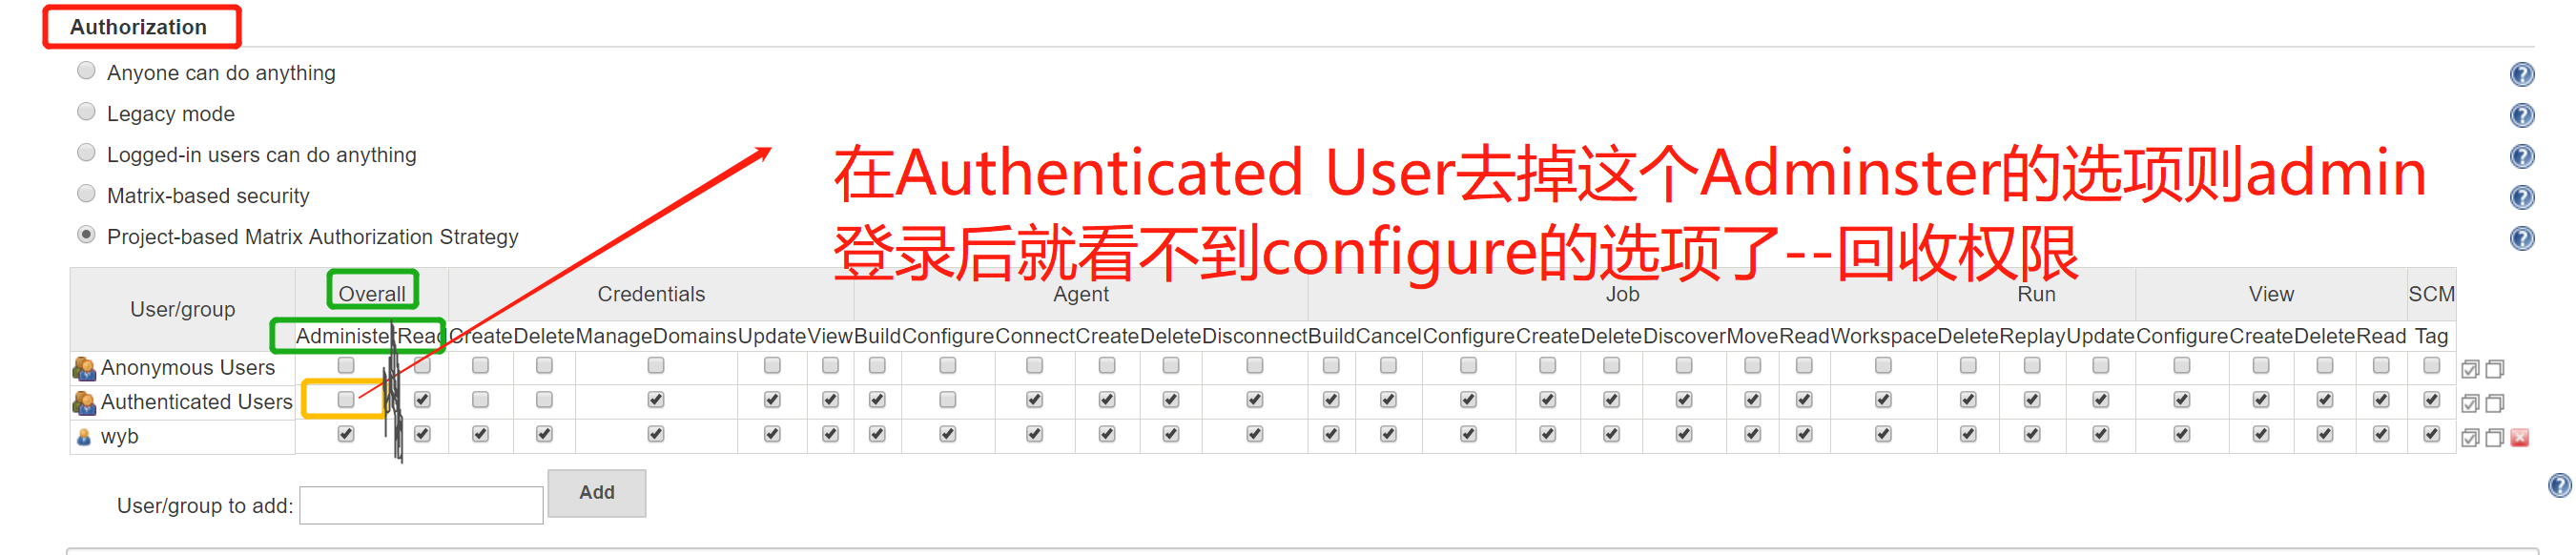 Authorization
Anyone can do anything
Legacy mode
Logged-in users can do anything
Matrix-based security
Project-based Matrix Authorization Strategy
在Authenticated User去掉这个Adminster的选项则admin
登录后就看不到configure的选项了--回收权限
User/group Overall Credentials Agent Job Run View SCM
Administer Read Create Delete ManageDomains Update View Build Configure Connect Create Delete Disconnect Build Cancel Configure Create Delete Discover Move Read Workspace Delete Replay Update Configure Create Delete Read Tag
Anonymous Users
Authenticated Users
wyb
User/group to add: Add